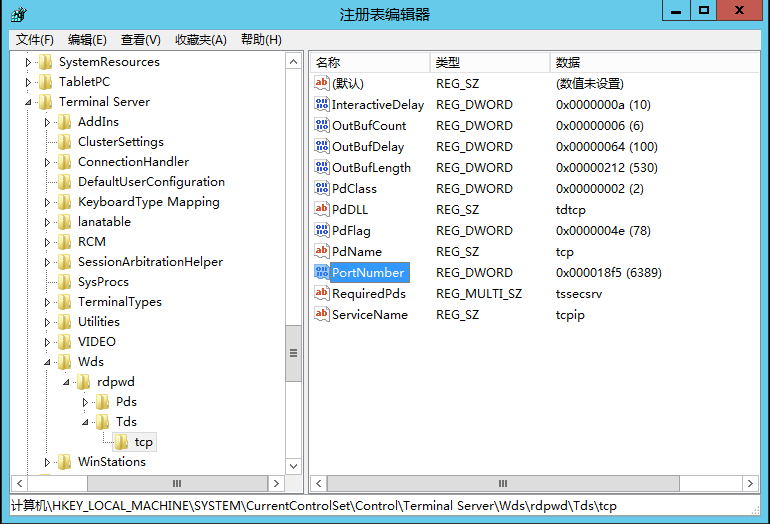 注册表编辑器
文件(F) 编辑(E) 查看(V) 收藏夹(A) 帮助(H)
SystemResources
TabletPC
Terminal Server
AddIns
ClusterSettings
ConnectionHandler
DefaultUserConfiguration
KeyboardType Mapping
lanatable
RCM
SessionArbitrationHelper
SysProcs
TerminalTypes
Utilities
VIDEO
Wds
rdpwd
Pds
Tds
tcp
WinStations
名称 类型 数据
(默认) REG_SZ (数值未设置)
InteractiveDelay REG_DWORD 0x0000000a (10)
OutBufCount REG_DWORD 0x00000006 (6)
OutBufDelay REG_DWORD 0x00000064 (100)
OutBufLength REG_DWORD 0x00000212 (530)
PdClass REG_DWORD 0x00000002 (2)
PdDLL REG_SZ tdtcp
PdFlag REG_DWORD 0x0000004e (78)
PdName REG_SZ tcp
PortNumber REG_DWORD 0x000018f5 (6389)
RequiredPds REG_MULTI_SZ tssecsrv
ServiceName REG_SZ tcpip
计算机\HKEY_LOCAL_MACHINE\SYSTEM\CurrentControlSet\Control\Terminal Server\Wds\rdpwd\Tds\tcp